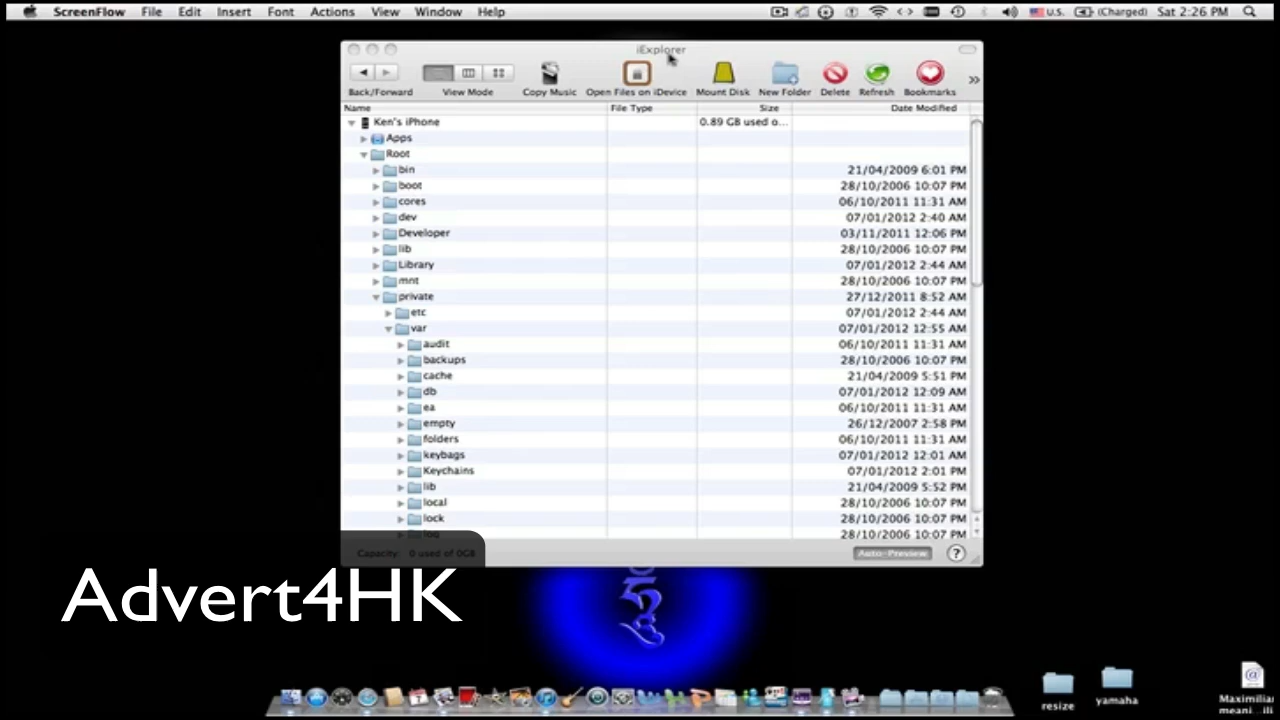 ScreenFlow File Edit Insert Font Actions View Window Help U.S. (Charged) Sat 2:26 PM
iExplorer
Back/Forward View Mode Copy Music Open Files on iDevice Mount Disk New Folder Delete Refresh Bookmarks »
Name File Type Size Date Modified
Ken's iPhone 0.89 GB used o...
Apps
Root
bin 21/04/2009 6:01 PM
boot 28/10/2006 10:07 PM
cores 06/10/2011 11:31 AM
dev 07/01/2012 2:40 AM
Developer 03/11/2011 12:06 PM
lib 28/10/2006 10:07 PM
Library 07/01/2012 2:44 AM
mnt 28/10/2006 10:07 PM
private 27/12/2011 8:52 AM
etc 07/01/2012 2:44 AM
var 07/01/2012 12:55 AM
audit 06/10/2011 11:31 AM
backups 28/10/2006 10:07 PM
cache 21/04/2009 5:51 PM
db 07/01/2012 12:09 AM
ea 06/10/2011 11:31 AM
empty 26/12/2007 2:58 PM
folders 06/10/2011 11:31 AM
keybags 07/01/2012 12:01 AM
Keychains 07/01/2012 2:01 PM
lib 21/04/2009 5:52 PM
local 28/10/2006 10:07 PM
lock 28/10/2006 10:07 PM
log 28/10/2006 10:07 PM
Capacity: 0 used of 0GB Auto-Preview ?
Advert4HK
resize
yamaha
Maximilian